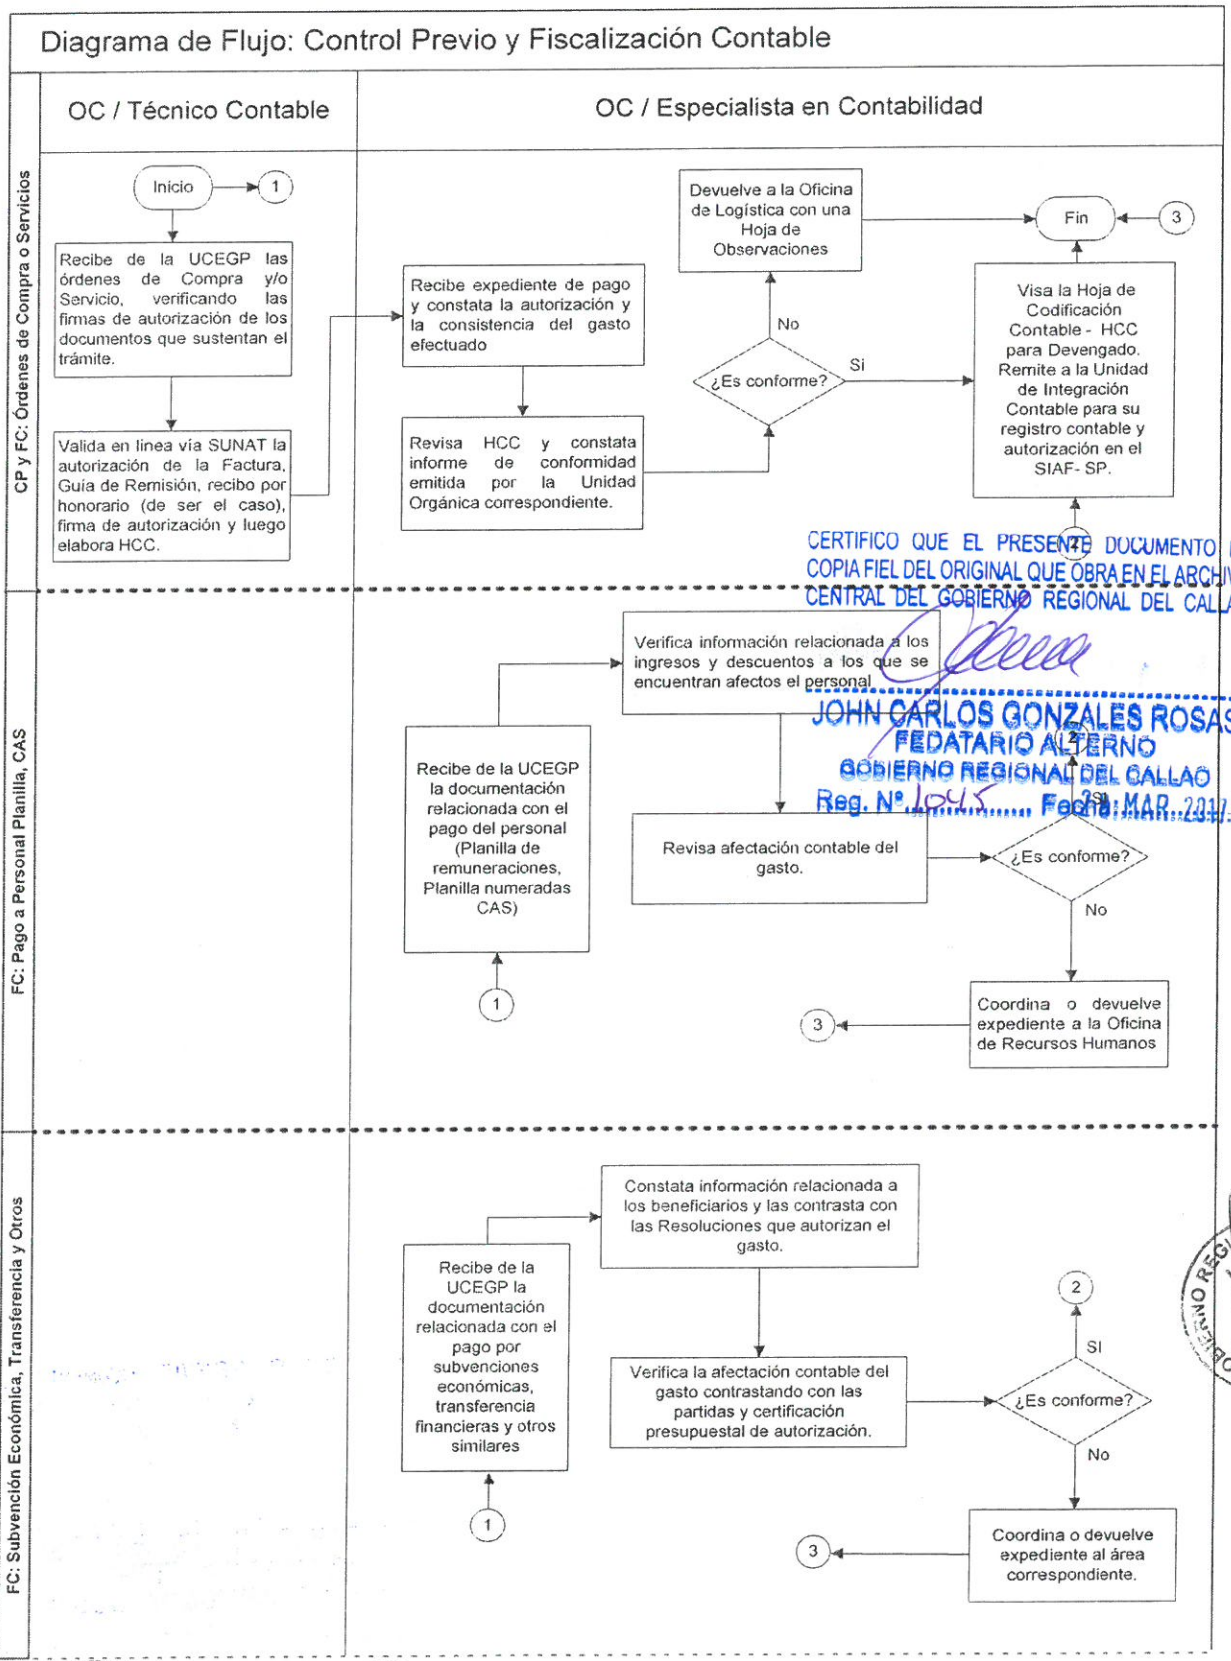 Diagrama de Flujo: Control Previo y Fiscalización Contable
OC / Técnico Contable
OC / Especialista en Contabilidad
CP y FC: Órdenes de Compra o Servicios
Inicio
1
Recibe de la UCEGP las
órdenes de Compra y/o
Servicio, verificando las
firmas de autorización de los
documentos que sustentan el
trámite.
Valida en linea vía SUNAT la
autorización de la Factura,
Guía de Remisión, recibo por
honorario (de ser el caso),
firma de autorización y luego
elabora HCC.
Recibe expediente de pago
y constata la autorización y
la consistencia del gasto
efectuado
Revisa HCC y constata
informe de conformidad
emitida por la Unidad
Orgánica correspondiente.
Devuelve a la Oficina
de Logística con una
Hoja de
Observaciones
No
¿Es conforme?
Si
Fin
3
Visa la Hoja de
Codificación
Contable - HCC
para Devengado.
Remite a la Unidad
de Integración
Contable para su
registro contable y
autorización en el
SIAF- SP.
2
CERTIFICO QUE EL PRESENTE DOCUMENTO
COPIA FIEL DEL ORIGINAL QUE OBRA EN EL ARCHIV
CENTRAL DEL GOBIERNO REGIONAL DEL CALLA
JOHN CARLOS GONZALES ROSAS
FEDATARIO ALTERNO
GOBIERNO REGIONAL DEL CALLAO
Reg. Nº 1045 Fecha: MAR. 2017
FC: Pago a Personal Planilla, CAS
Verifica información relacionada a los
ingresos y descuentos a los que se
encuentran afectos el personal
Recibe de la UCEGP
la documentación
relacionada con el
pago del personal
(Planilla de
remuneraciones,
Planilla numeradas
CAS)
1
Revisa afectación contable del
gasto.
2
SI
¿Es conforme?
No
Coordina o devuelve
expediente a la Oficina
de Recursos Humanos
3
FC: Subvención Económica, Transferencia y Otros
Constata información relacionada a
los beneficiarios y las contrasta con
las Resoluciones que autorizan el
gasto.
Recibe de la
UCEGP la
documentación
relacionada con el
pago por
subvenciones
económicas,
transferencia
financieras y otros
similares
1
Verifica la afectación contable del
gasto contrastando con las
partidas y certificación
presupuestal de autorización.
2
SI
¿Es conforme?
No
Coordina o devuelve
expediente al área
correspondiente.
3